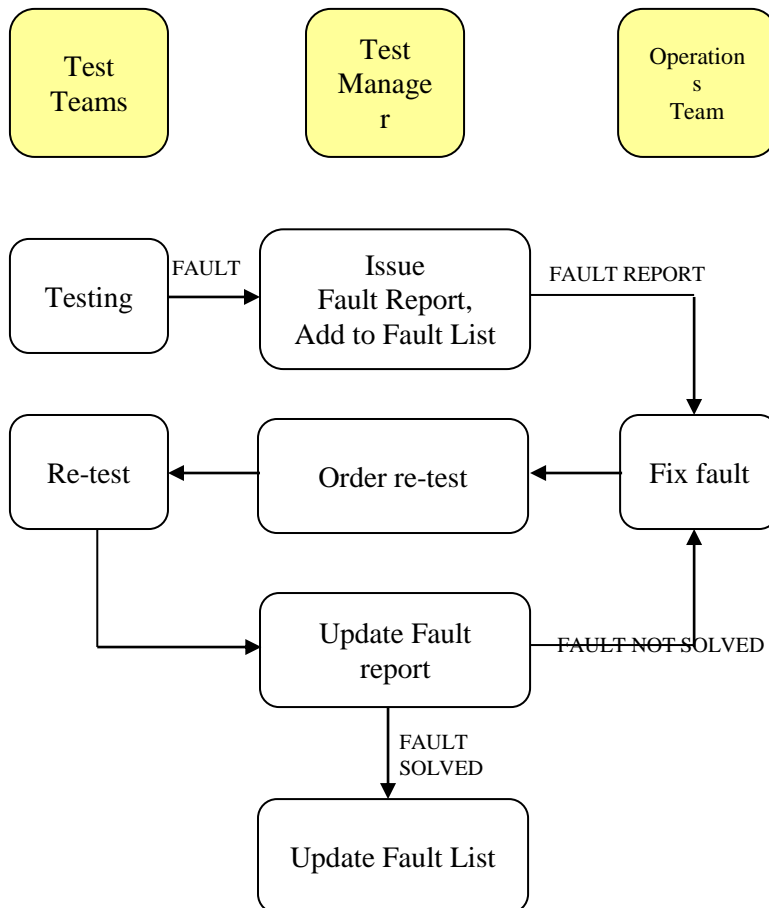 Test
Teams
Test
Manage
r
Operation
s
Team
Testing
FAULT
Issue
Fault Report,
Add to Fault List
FAULT REPORT
Re-test
Order re-test
Fix fault
Update Fault
report
FAULT NOT SOLVED
FAULT
SOLVED
Update Fault List